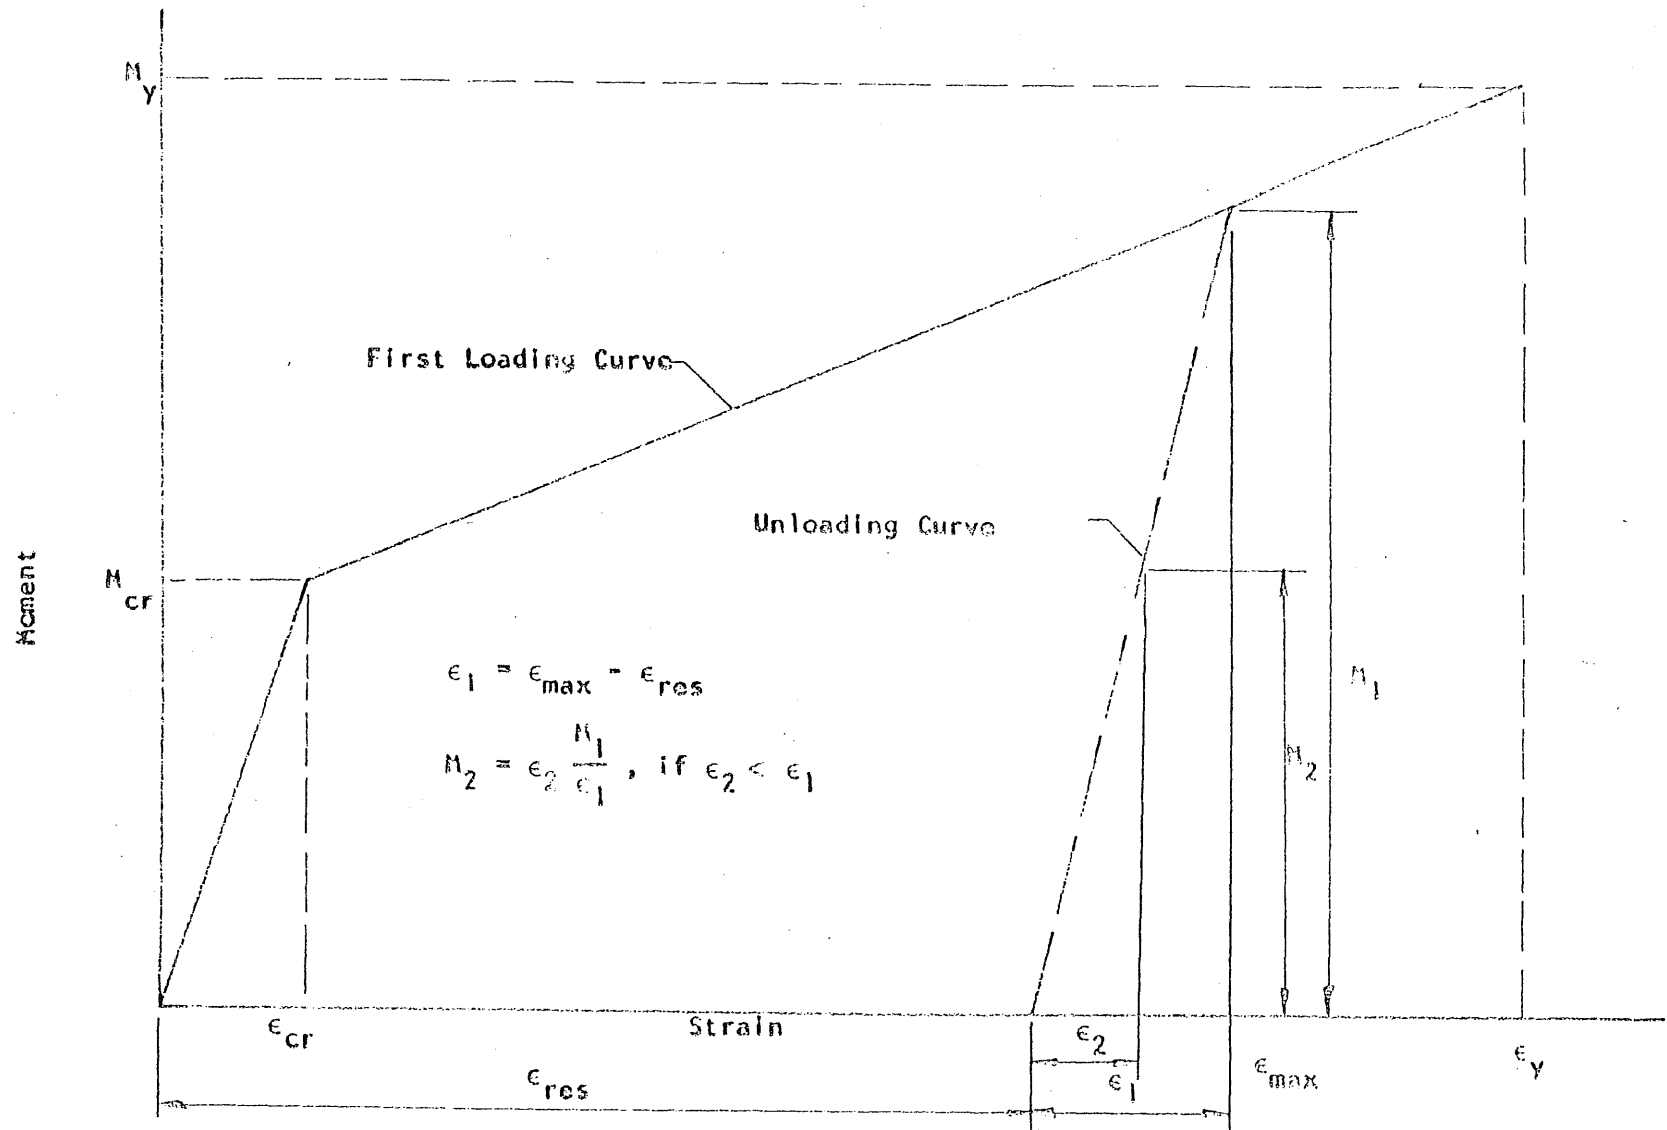 M_y
First Loading Curve
Unloading Curve
M_cr
Moment
ϵ_1 = ϵ_max - ϵ_res
M_2 = ϵ_2 M_1/ϵ_1 , if ϵ_2 < ϵ_1
M_1
M_2
ϵ_cr
Strain
ϵ_2
ϵ_y
ϵ_max
ϵ_1
ϵ_res